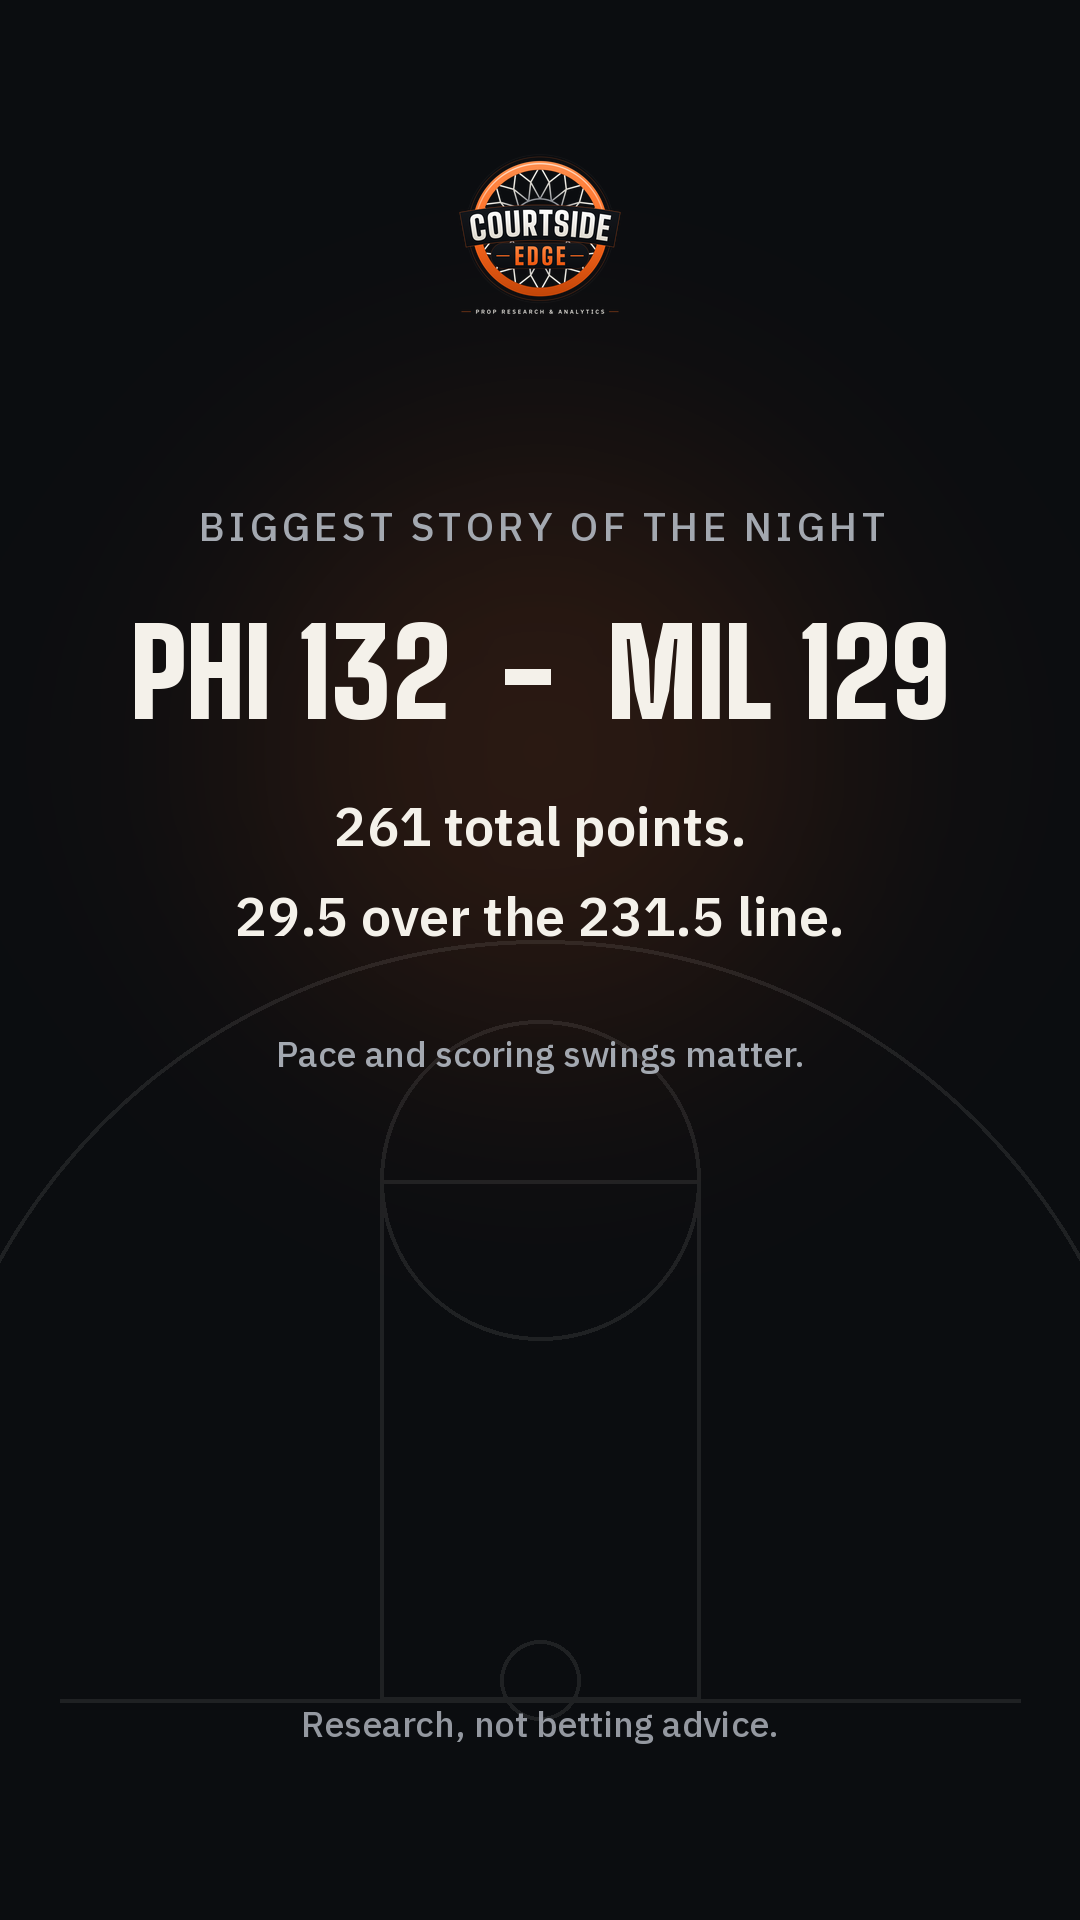 COURTSIDE
EDGE
PROP RESEARCH & ANALYTICS
BIGGEST STORY OF THE NIGHT
PHI 132 – MIL 129
261 total points.
29.5 over the 231.5 line.
Pace and scoring swings matter.
Research, not betting advice.